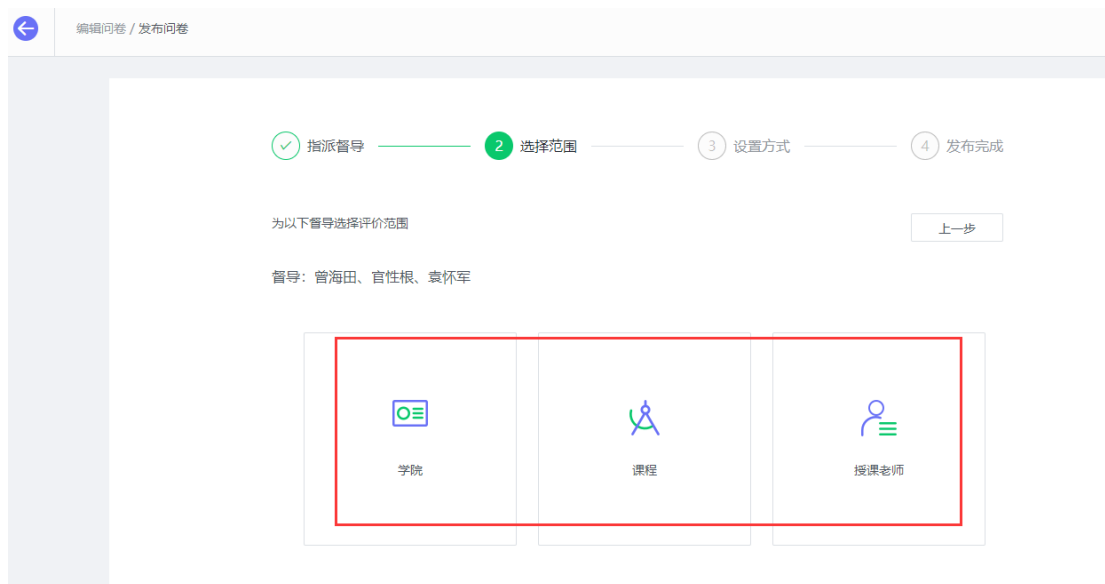 编辑问卷 / 发布问卷
指派督导 2 选择范围 3 设置方式 4 发布完成
为以下督导选择评价范围 上一步
督导：曾海田、官性根、袁怀军
学院 课程 授课老师